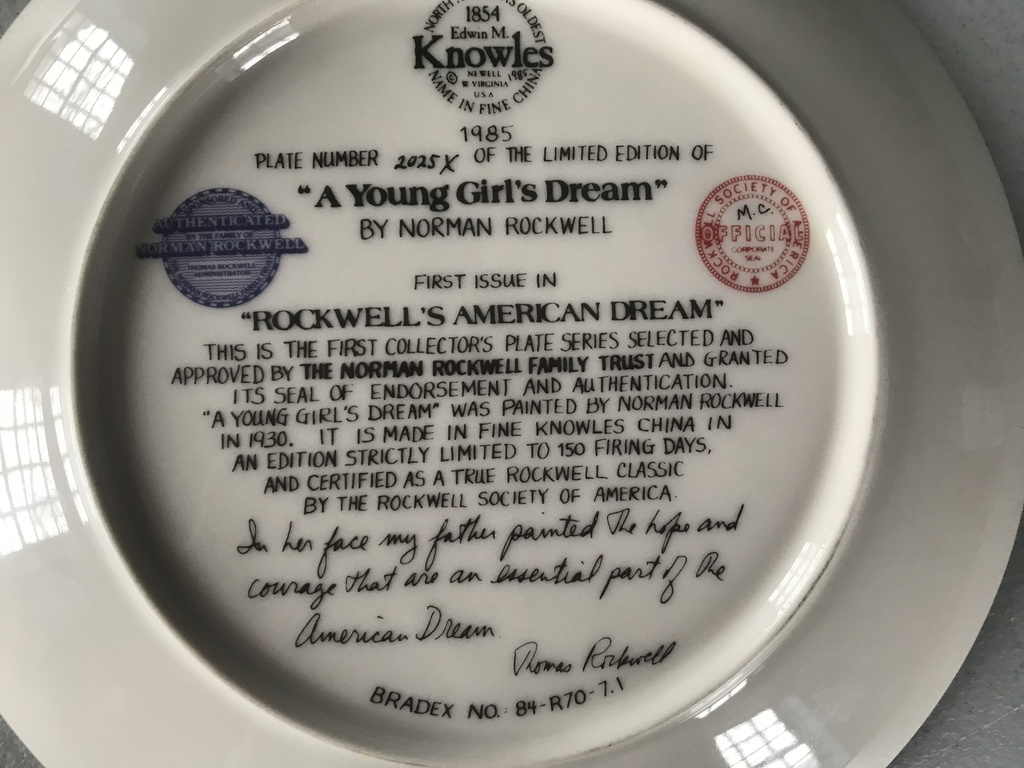 NORTH OLDEST
1854
Edwin M.
Knowles
© NEWELL 1985
W VIRGINIA
U.S.A
NAME IN FINE CHINA
1985
PLATE NUMBER 2025X OF THE LIMITED EDITION OF
"A Young Girl's Dream"
BY NORMAN ROCKWELL
AUTHENTICATED
BY THE FAMILY OF
NORMAN ROCKWELL
THOMAS ROCKWELL
ADMINISTRATOR
ROCKWELL SOCIETY OF AMERICA
M.C.
OFFICIAL
CORPORATE
SEAL
FIRST ISSUE IN
"ROCKWELL'S AMERICAN DREAM"
THIS IS THE FIRST COLLECTOR'S PLATE SERIES SELECTED AND
APPROVED BY THE NORMAN ROCKWELL FAMILY TRUST AND GRANTED
ITS SEAL OF ENDORSEMENT AND AUTHENTICATION.
"A YOUNG GIRL'S DREAM" WAS PAINTED BY NORMAN ROCKWELL
IN 1930. IT IS MADE IN FINE KNOWLES CHINA IN
AN EDITION STRICTLY LIMITED TO 150 FIRING DAYS,
AND CERTIFIED AS A TRUE ROCKWELL CLASSIC
BY THE ROCKWELL SOCIETY OF AMERICA.
In her face my father painted the hope and
courage that are an essential part of the
American Dream.
Thomas Rockwell
BRADEX NO.: 84-R70-7.1